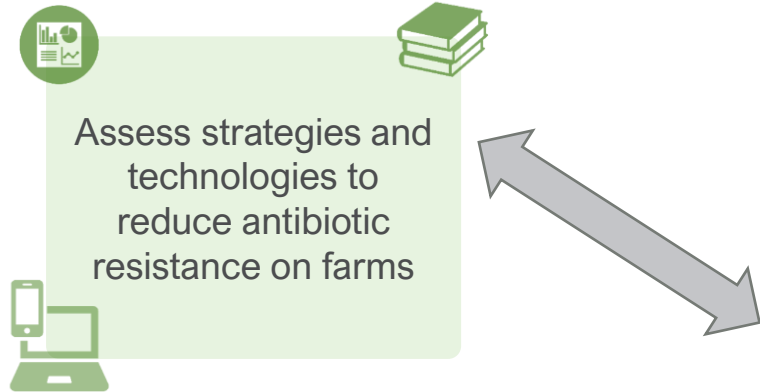 Assess strategies and
technologies to
reduce antibiotic
resistance on farms